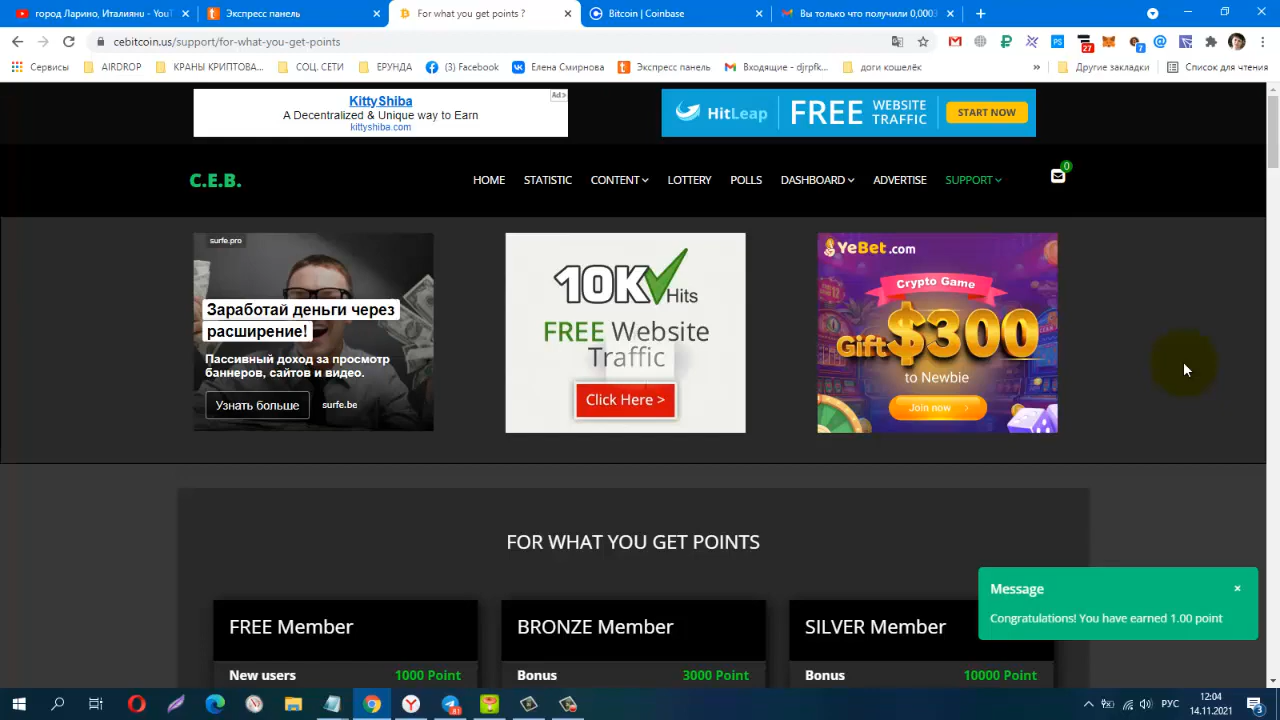 город Ларино, Итаliянu - YouT
Экспресс панель
For what you get points ?
Bitcoin | Coinbase
Вы только что получили 0,0003
cebitcoin.us/support/for-what-you-get-points
27
7
Сервисы
AIRDROP
КРАНЫ КРИПТОВА...
СОЦ. СЕТИ
ЕРУНДА
(3) Facebook
Елена Смирнова
Экспресс панель
Входящие - djrpfk...
доги кошелёк
»
Другие закладки
Список для чтения
KittyShiba
A Decentralized & Unique way to Earn
kittyshiba.com
Ad>
HitLeap
FREE
WEBSITE
TRAFFIC
START NOW
C.E.B.
HOME
STATISTIC
CONTENT
LOTTERY
POLLS
DASHBOARD
ADVERTISE
SUPPORT
0
surfe.pro
Заработай деньги через
расширение!
Пассивный доход за просмотр
баннеров, сайтов и видео.
Узнать больше
surfe.be
10K Hits
FREE Website
Traffic
Click Here >
YeBet.com
Crypto Game
Gift $300
to Newbie
Join now >
FOR WHAT YOU GET POINTS
Message
×
Congratulations! You have earned 1.00 point
FREE Member
BRONZE Member
SILVER Member
New users
1000 Point
Bonus
3000 Point
Bonus
10000 Point
РУС
12:04
14.11.2021
3